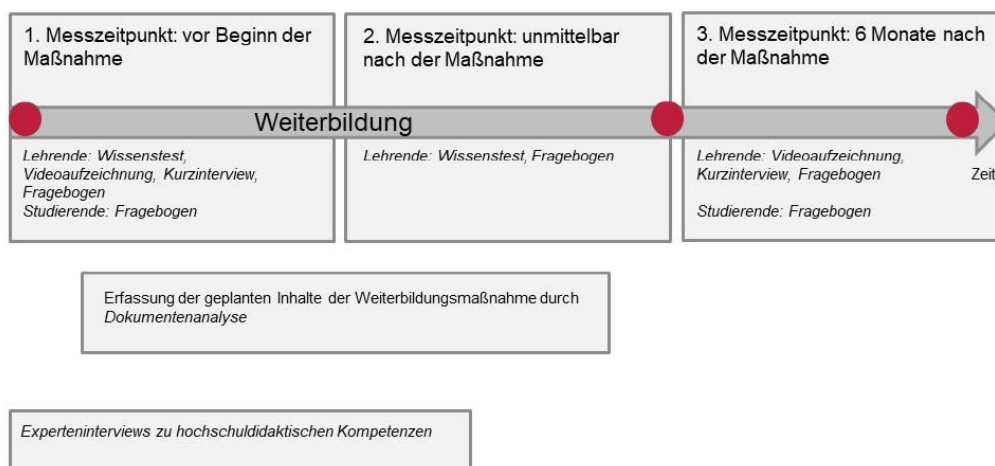 1. Messzeitpunkt: vor Beginn der
Maßnahme
2. Messzeitpunkt: unmittelbar
nach der Maßnahme
3. Messzeitpunkt: 6 Monate nach
der Maßnahme
Weiterbildung
Lehrende: Wissenstest,
Videoaufzeichnung, Kurzinterview,
Fragebogen
Studierende: Fragebogen
Lehrende: Wissenstest, Fragebogen
Lehrende: Videoaufzeichnung,
Kurzinterview, Fragebogen
Studierende: Fragebogen
Zeit
Erfassung der geplanten Inhalte der Weiterbildungsmaßnahme durch
Dokumentenanalyse
Experteninterviews zu hochschuldidaktischen Kompetenzen